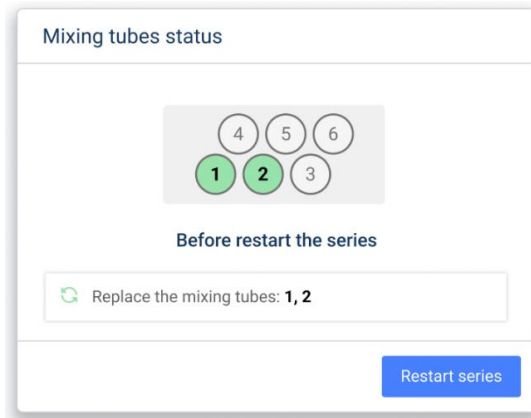 Mixing tubes status
4 5 6
1 2 3
Before restart the series
Replace the mixing tubes: 1, 2
Restart series